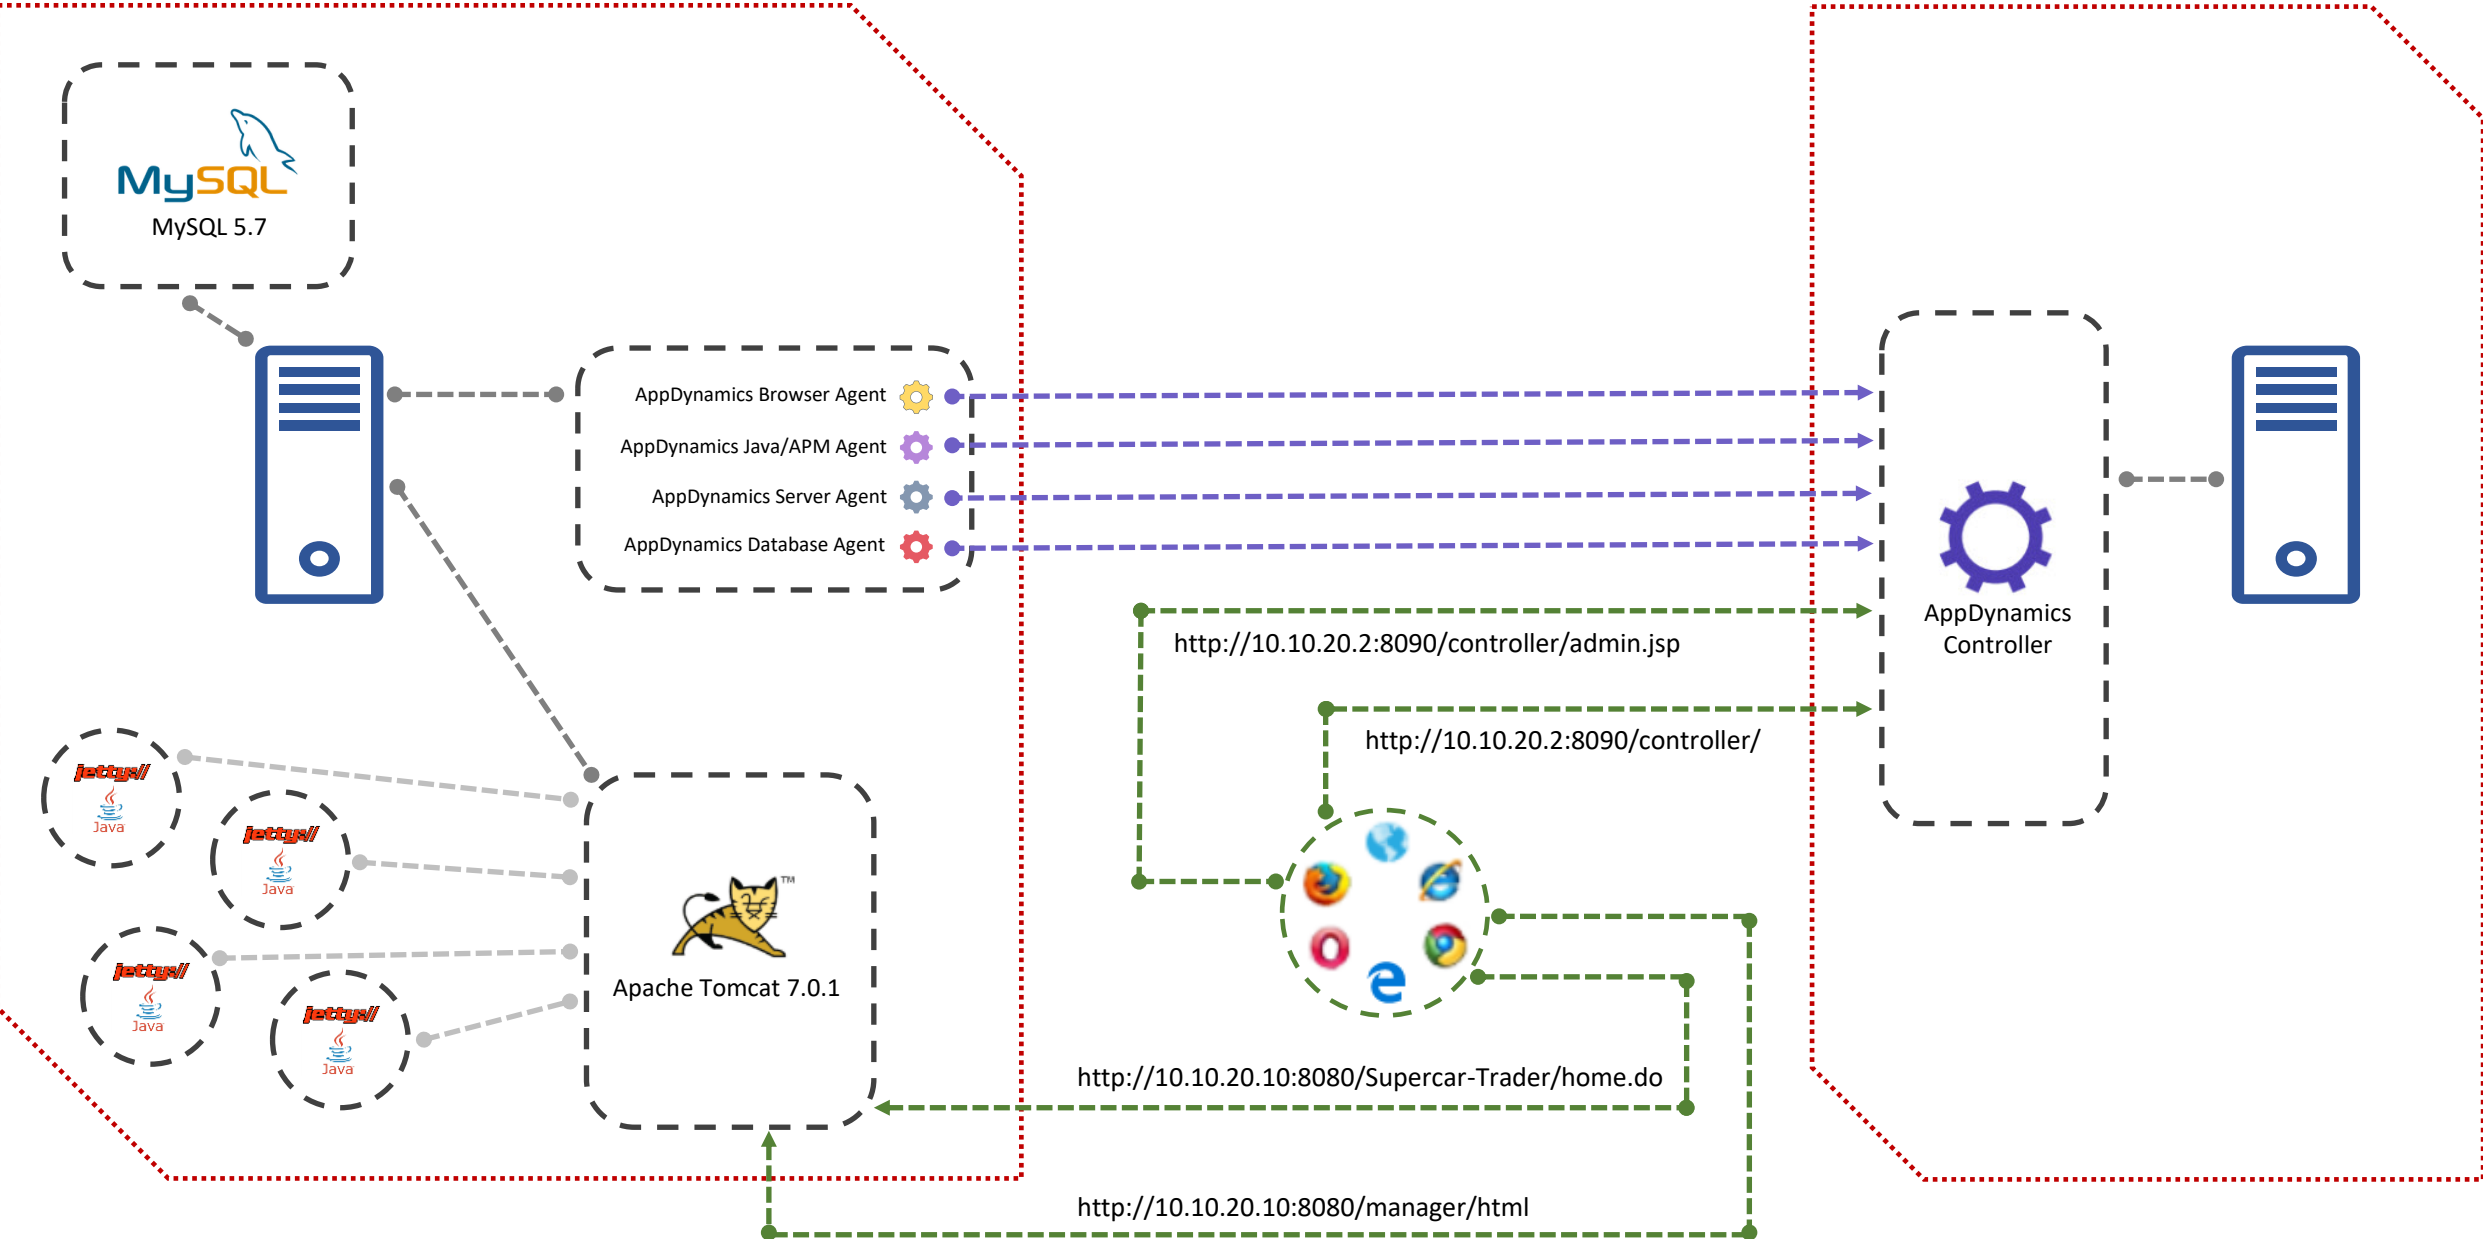 MySQL
MySQL 5.7
AppDynamics Browser Agent
AppDynamics Java/APM Agent
AppDynamics Server Agent
AppDynamics Database Agent
AppDynamics
Controller
http://10.10.20.2:8090/controller/admin.jsp
http://10.10.20.2:8090/controller/
jetty://
Java
jetty://
Java
jetty://
Java
jetty://
Java
TM
Apache Tomcat 7.0.1
http://10.10.20.10:8080/Supercar-Trader/home.do
http://10.10.20.10:8080/manager/html